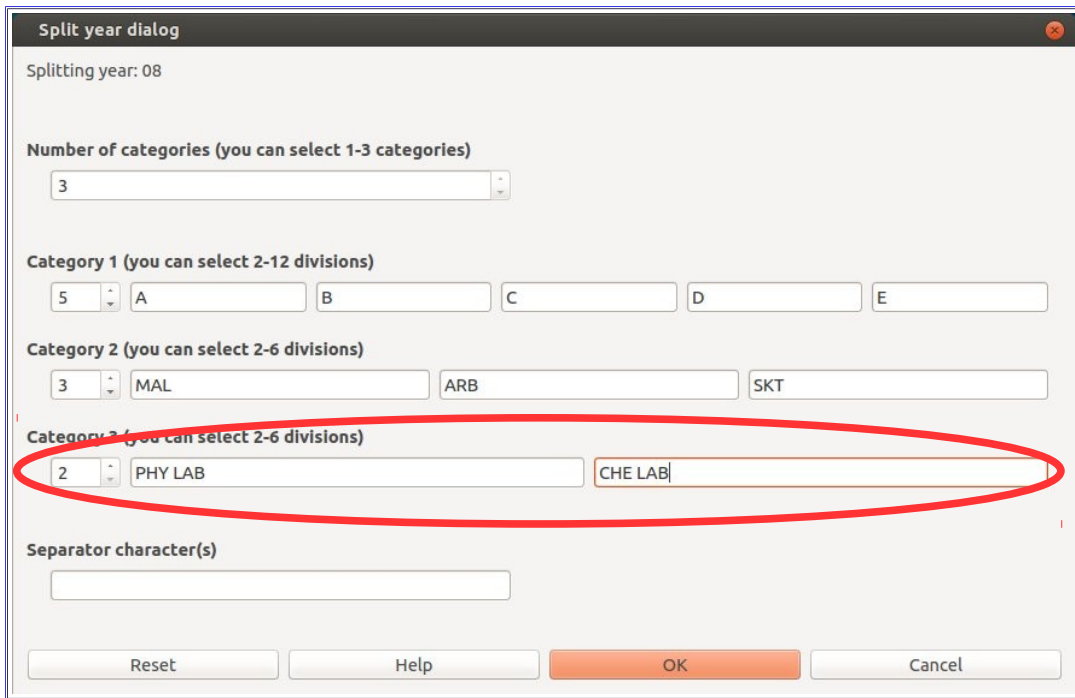 Split year dialog
Splitting year: 08
Number of categories (you can select 1-3 categories)
3
Category 1 (you can select 2-12 divisions)
5 A B C D E
Category 2 (you can select 2-6 divisions)
3 MAL ARB SKT
Category 3 (you can select 2-6 divisions)
2 PHY LAB CHE LAB
Separator character(s)
Reset Help OK Cancel